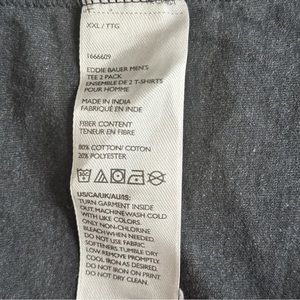 XXL / TTG
1666609
EDDIE BAUER MEN'S
TEE 2 PACK
ENSEMBLE DE 2 T-SHIRTS
POUR HOMME
MADE IN INDIA
FABRIQUÉ EN INDE
FIBER CONTENT
TENEUR EN FIBRE
80% COTTON/ COTON
20% POLYESTER
US/CA/UK/AU/IS:
TURN GARMENT INSIDE
OUT. MACHINE WASH COLD
WITH LIKE COLORS.
ONLY NON-CHLORINE
BLEACH WHEN NEEDED.
DO NOT USE FABRIC
SOFTENERS. TUMBLE DRY
LOW. REMOVE PROMPTLY.
COOL IRON AS DESIRED.
DO NOT IRON ON PRINT.
DO NOT DRY CLEAN.